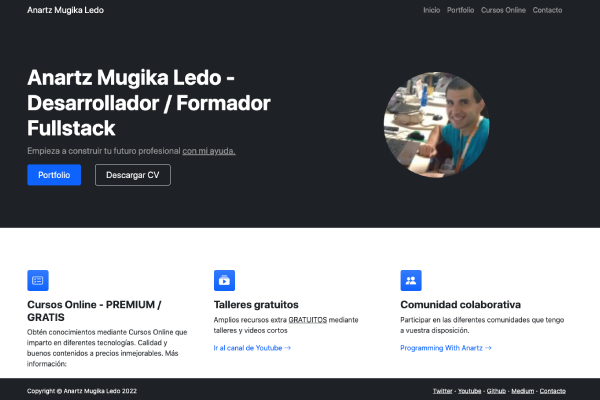 Anartz Mugika Ledo
Inicio Portfolio Cursos Online Contacto
Anartz Mugika Ledo -
Desarrollador / Formador
Fullstack
Empieza a construir tu futuro profesional con mi ayuda.
Portfolio
Descargar CV
Cursos Online - PREMIUM /
GRATIS
Obtén conocimientos mediante Cursos Online que
imparto en diferentes tecnologías. Calidad y
buenos contenidos a precios inmejorables. Más
información:
Talleres gratuitos
Amplios recursos extra GRATUITOS mediante
talleres y videos cortos
Ir al canal de Youtube →
Comunidad colaborativa
Participar en las diferentes comunidades que tengo
a vuestra disposición.
Programming With Anartz →
Copyright © Anartz Mugika Ledo 2022
Twitter · Youtube · Github · Medium · Contacto